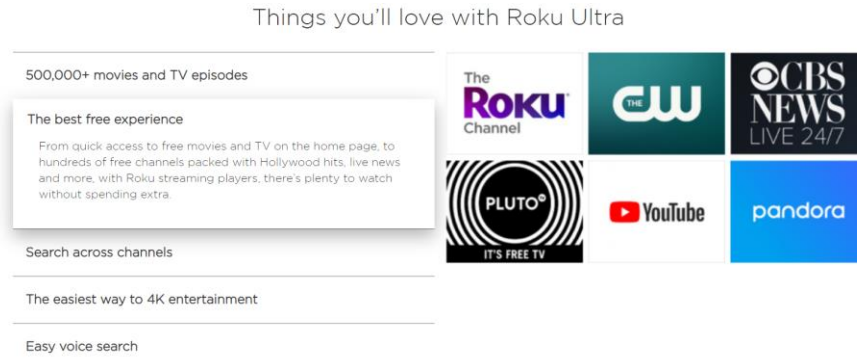 Things you'll love with Roku Ultra
500,000+ movies and TV episodes
The best free experience
From quick access to free movies and TV on the home page, to
hundreds of free channels packed with Hollywood hits, live news
and more, with Roku streaming players, there's plenty to watch
without spending extra.
Search across channels
The easiest way to 4K entertainment
Easy voice search
The
ROKU
Channel
THE CW
CBS
NEWS
LIVE 24/7
PLUTO TV
IT'S FREE TV
YouTube
pandora